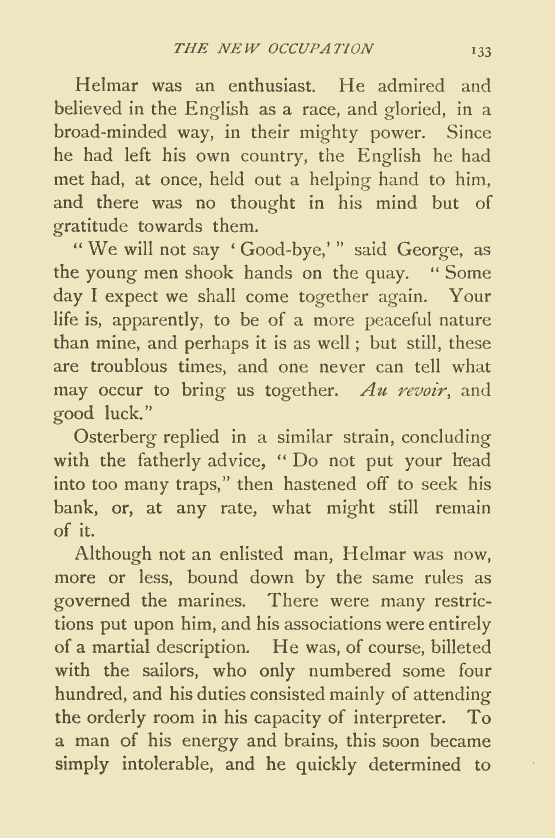 THE NEW OCCUPATION 133
Helmar was an enthusiast. He admired and
believed in the English as a race, and gloried, in a
broad-minded way, in their mighty power. Since
he had left his own country, the English he had
met had, at once, held out a helping hand to him,
and there was no thought in his mind but of
gratitude towards them.
“ We will not say ‘ Good-bye,’ ” said George, as
the young men shook hands on the quay. “ Some
day I expect we shall come together again. Your
life is, apparently, to be of a more peaceful nature
than mine, and perhaps it is as well ; but still, these
are troublous times, and one never can tell what
may occur to bring us together. Au revoir, and
good luck.”
Osterberg replied in a similar strain, concluding
with the fatherly advice, “ Do not put your head
into too many traps,” then hastened off to seek his
bank, or, at any rate, what might still remain
of it.
Although not an enlisted man, Helmar was now,
more or less, bound down by the same rules as
governed the marines. There were many restric-
tions put upon him, and his associations were entirely
of a martial description. He was, of course, billeted
with the sailors, who only numbered some four
hundred, and his duties consisted mainly of attending
the orderly room in his capacity of interpreter. To
a man of his energy and brains, this soon became
simply intolerable, and he quickly determined to